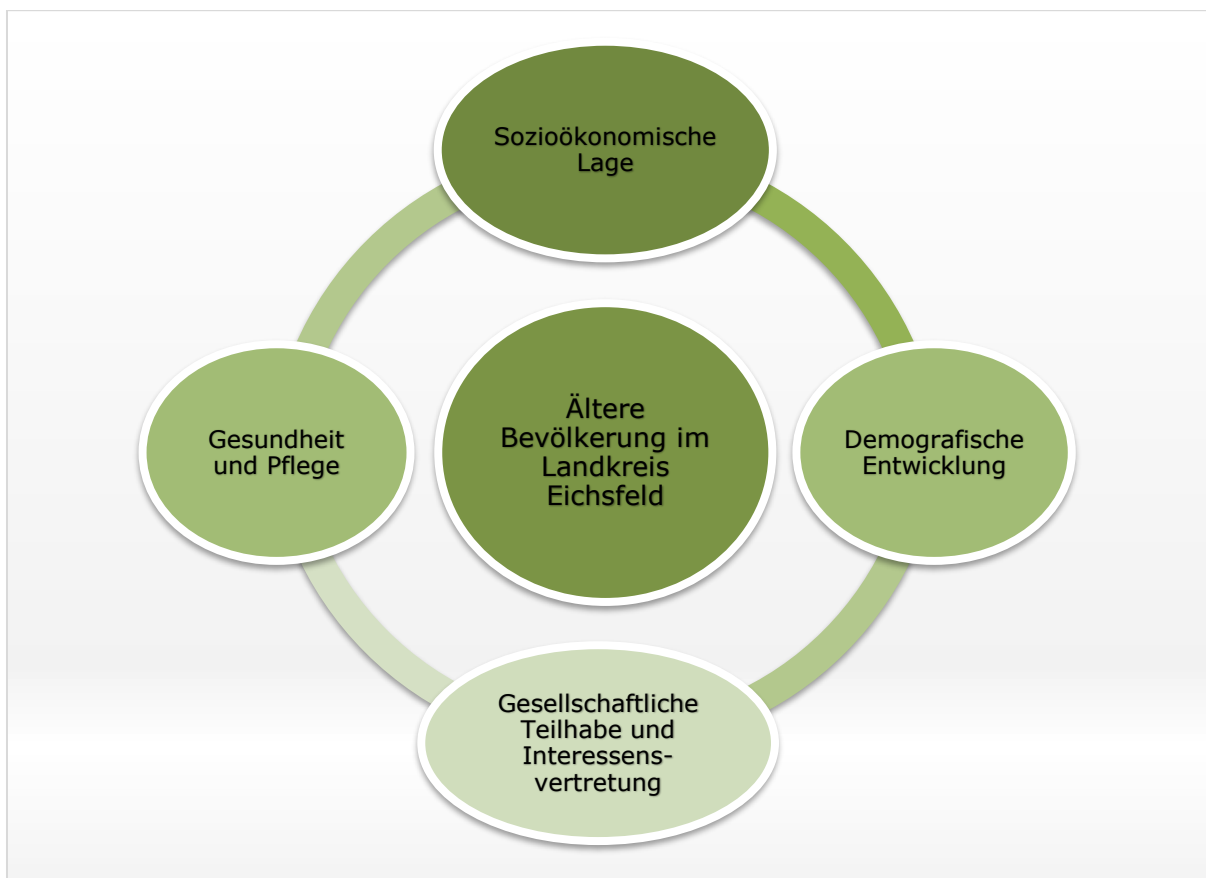 Sozioökonomische
Lage
Ältere
Bevölkerung im
Landkreis
Eichsfeld
Gesundheit
und Pflege
Demografische
Entwicklung
Gesellschaftliche
Teilhabe und
Interessens-
vertretung